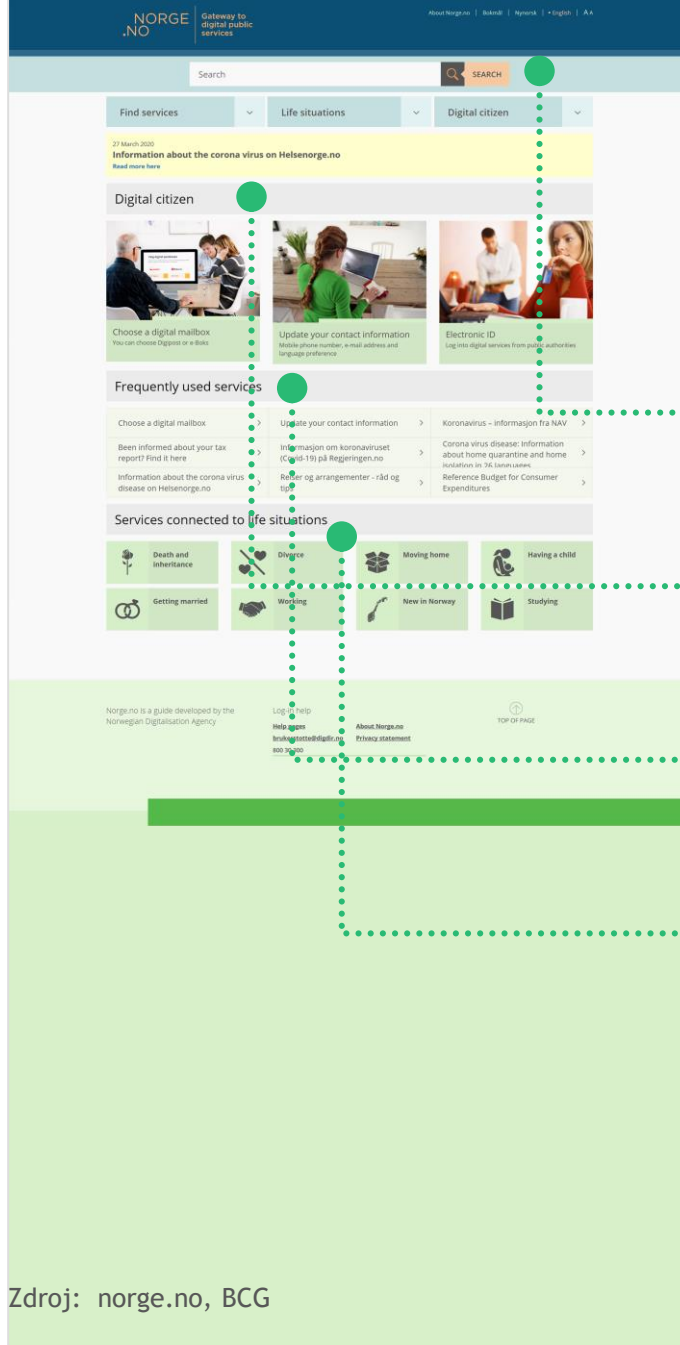 NORGE
.NO
Gateway to
digital public
services
About Norge.no | Bokmål | Nynorsk | • English | A A
Search
SEARCH
Find services
Life situations
Digital citizen
27 March 2020
Information about the corona virus on Helsenorge.no
Read more here
Digital citizen
Choose a digital mailbox
You can choose Digipost or e-Boks
Update your contact information
Mobile phone number, e-mail address and
language preference
Electronic ID
Log into digital services from public authorities
Frequently used services
Choose a digital mailbox
Update your contact information
Koronavirus – informasjon fra NAV
Been informed about your tax
report? Find it here
Informasjon om koronaviruset
(Covid-19) på Regjeringen.no
Corona virus disease: Information
about home quarantine and home
isolation in 26 languages
Information about the corona virus
disease on Helsenorge.no
Reiser og arrangementer - råd og
tips
Reference Budget for Consumer
Expenditures
Services connected to life situations
Death and
inheritance
Divorce
Moving home
Having a child
Getting married
Working
New in Norway
Studying
Norge.no is a guide developed by the
Norwegian Digitalisation Agency
Log-in help
Help pages
brukerstotte@digdir.no
800 30 300
About Norge.no
Privacy statement
TOP OF PAGE
Zdroj: norge.no, BCG